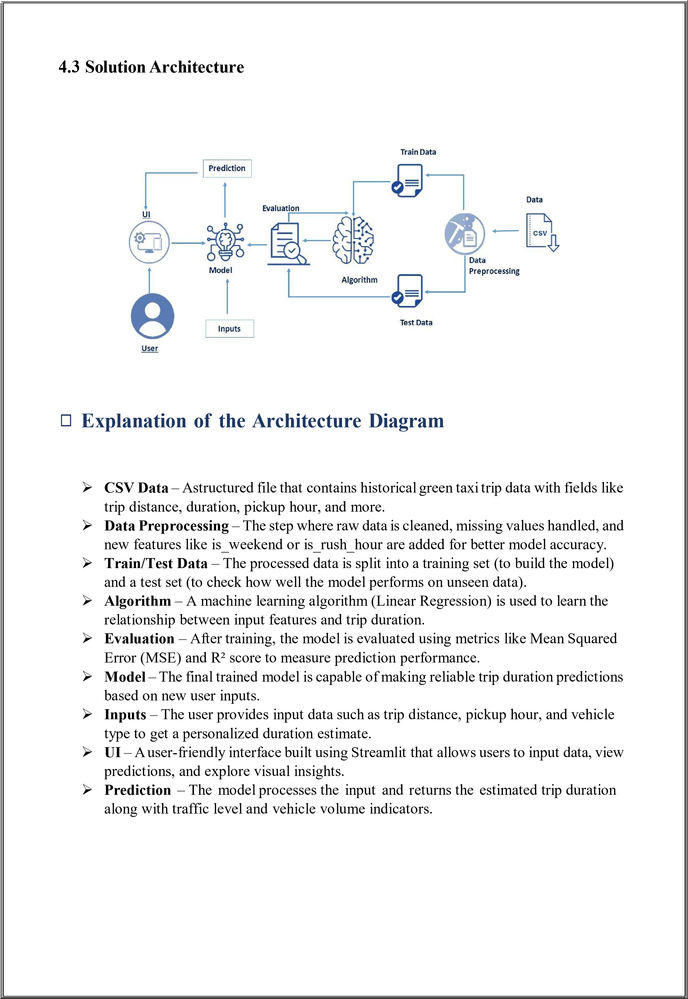 4.3 Solution Architecture
Train Data
Prediction
Data
Evaluation
UI
CSV
Data
Preprocessing
Model
Algorithm
Test Data
Inputs
User
Explanation of the Architecture Diagram
➢ CSV Data – Astructured file that contains historical green taxi trip data with fields like
trip distance, duration, pickup hour, and more.
➢ Data Preprocessing – The step where raw data is cleaned, missing values handled, and
new features like is_weekend or is_rush_hour are added for better model accuracy.
➢ Train/Test Data – The processed data is split into a training set (to build the model)
and a test set (to check how well the model performs on unseen data).
➢ Algorithm – A machine learning algorithm (Linear Regression) is used to learn the
relationship between input features and trip duration.
➢ Evaluation – After training, the model is evaluated using metrics like Mean Squared
Error (MSE) and R² score to measure prediction performance.
➢ Model – The final trained model is capable of making reliable trip duration predictions
based on new user inputs.
➢ Inputs – The user provides input data such as trip distance, pickup hour, and vehicle
type to get a personalized duration estimate.
➢ UI – A user-friendly interface built using Streamlit that allows users to input data, view
predictions, and explore visual insights.
➢ Prediction – The model processes the input and returns the estimated trip duration
along with traffic level and vehicle volume indicators.